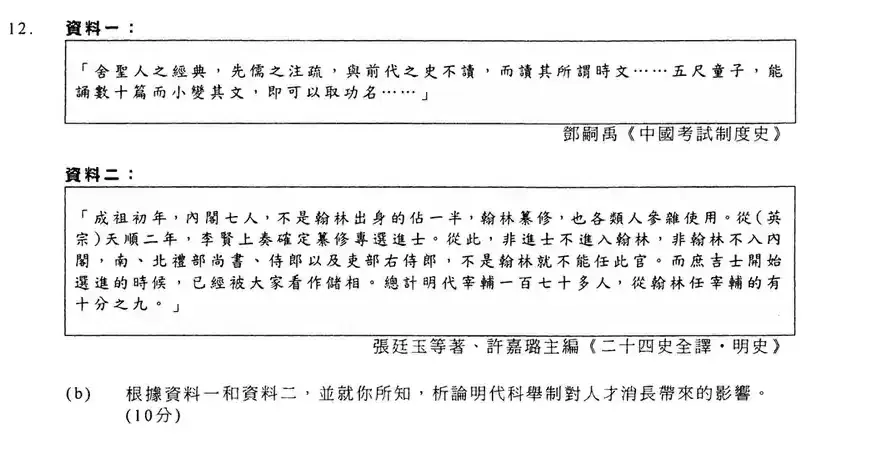 12. 資料一：
「舍聖人之經典，先儒之注疏，與前代之史不讀，而讀其所謂時文……五尺童子，能
誦數十篇而小變其文，即可以取功名……」
鄧嗣禹《中國考試制度史》
資料二：
「成祖初年，內閣七人，不是翰林出身的佔一半，翰林纂修，也各類人參雜使用。從(英
宗)天順二年，李賢上奏確定纂修專選進士。從此，非進士不進入翰林，非翰林不入內
閣，南、北禮部尚書、侍郎以及吏部右侍郎，不是翰林就不能任此官。而庶吉士開始
選進的時候，已經被大家看作儲相。總計明代宰輔一百七十多人，從翰林任宰輔的有
十分之九。」
張廷玉等著、許嘉璐主編《二十四史全譯·明史》
(b) 根據資料一和資料二，並就你所知，析論明代科舉制對人才消長帶來的影響。
(10分)